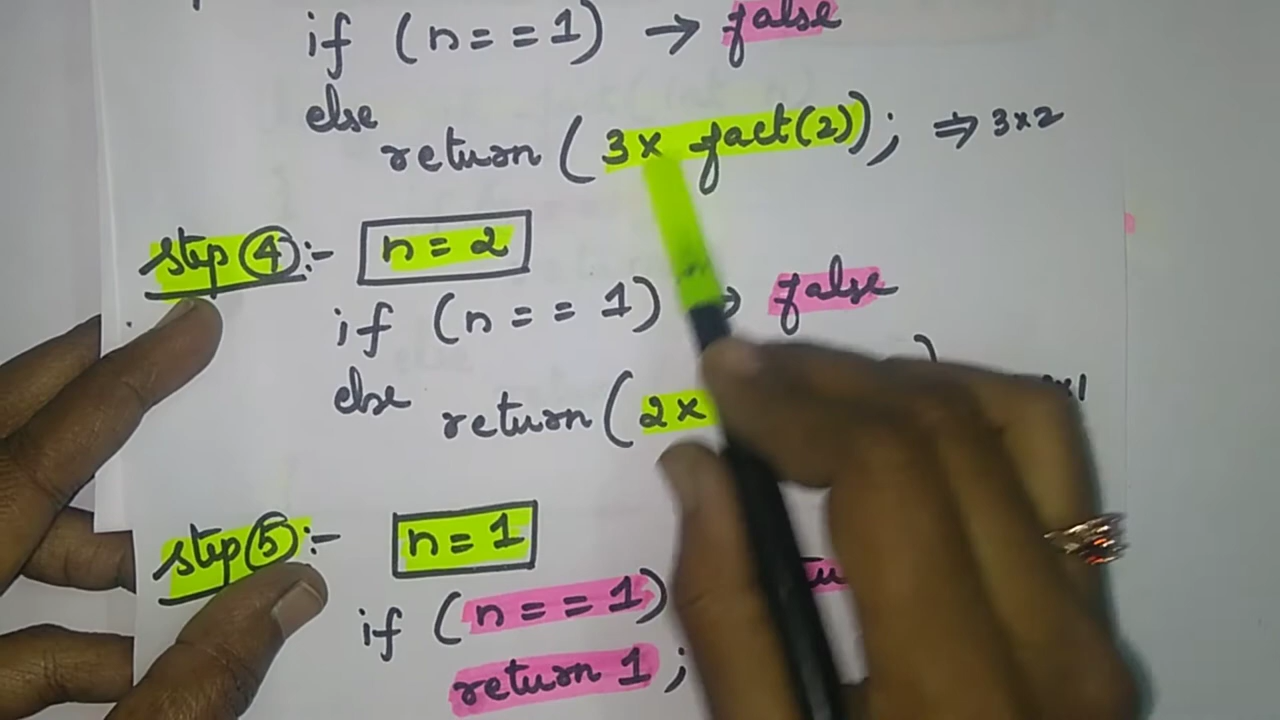 if (n==1) → false
else
return (3x fact(2)); ⇒ 3x2
step ④:- n = 2
if (n == 1) → false
else return (2x
step ⑤:- n = 1
if (n == 1)
return 1 ;